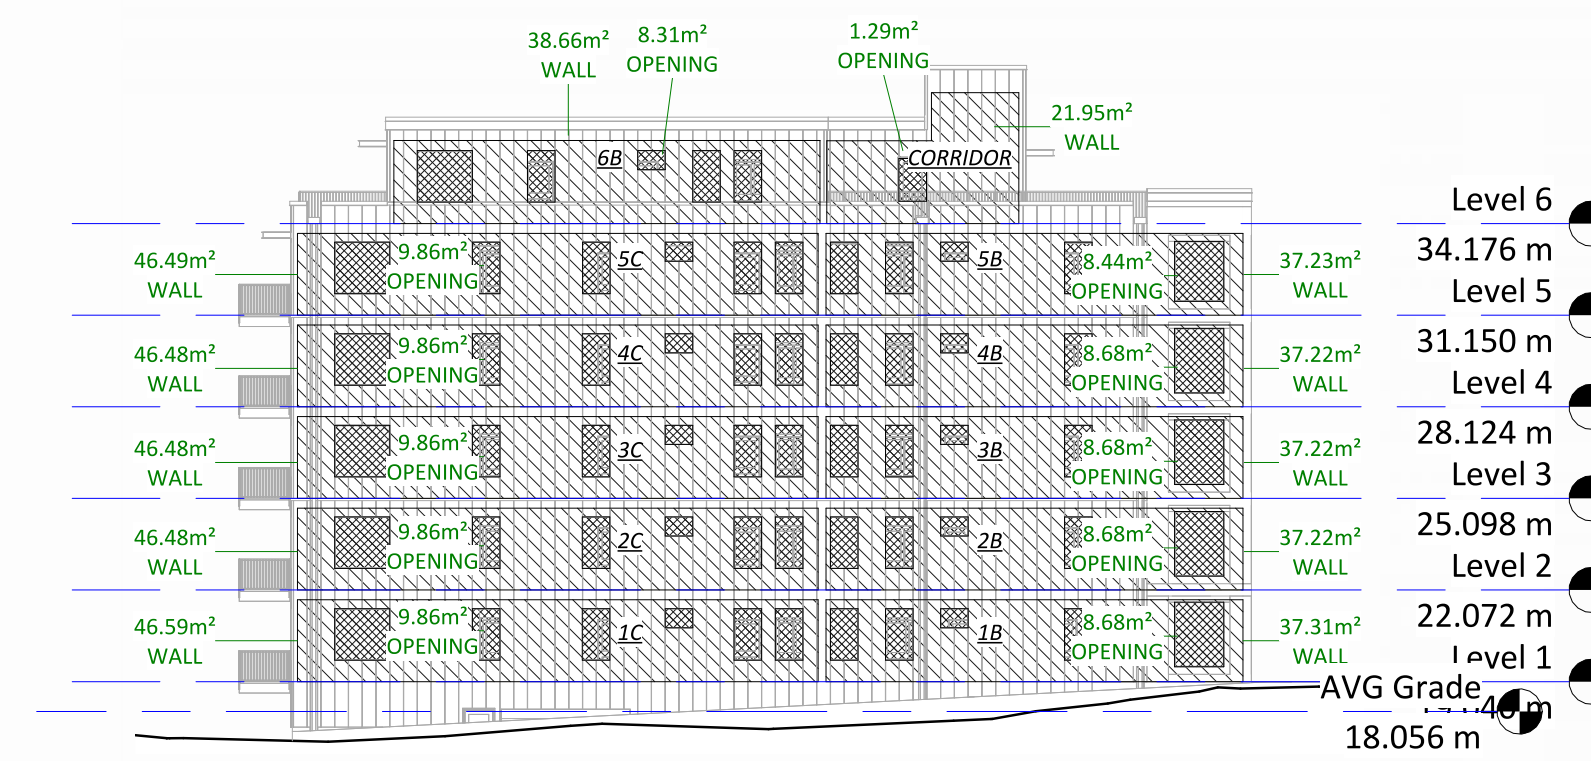 38.66m²
WALL
8.31m²
OPENING
1.29m²
OPENING
21.95m²
WALL
6B
CORRIDOR
Level 6
34.176 m
46.49m²
WALL
9.86m²
OPENING
5C
5B
8.44m²
OPENING
37.23m²
WALL
Level 5
31.150 m
46.48m²
WALL
9.86m²
OPENING
4C
4B
8.68m²
OPENING
37.22m²
WALL
Level 4
28.124 m
46.48m²
WALL
9.86m²
OPENING
3C
3B
8.68m²
OPENING
37.22m²
WALL
Level 3
25.098 m
46.48m²
WALL
9.86m²
OPENING
2C
2B
8.68m²
OPENING
37.22m²
WALL
Level 2
22.072 m
46.59m²
WALL
9.86m²
OPENING
1C
1B
8.68m²
OPENING
37.31m²
WALL
Level 1
AVG Grade
18.056 m